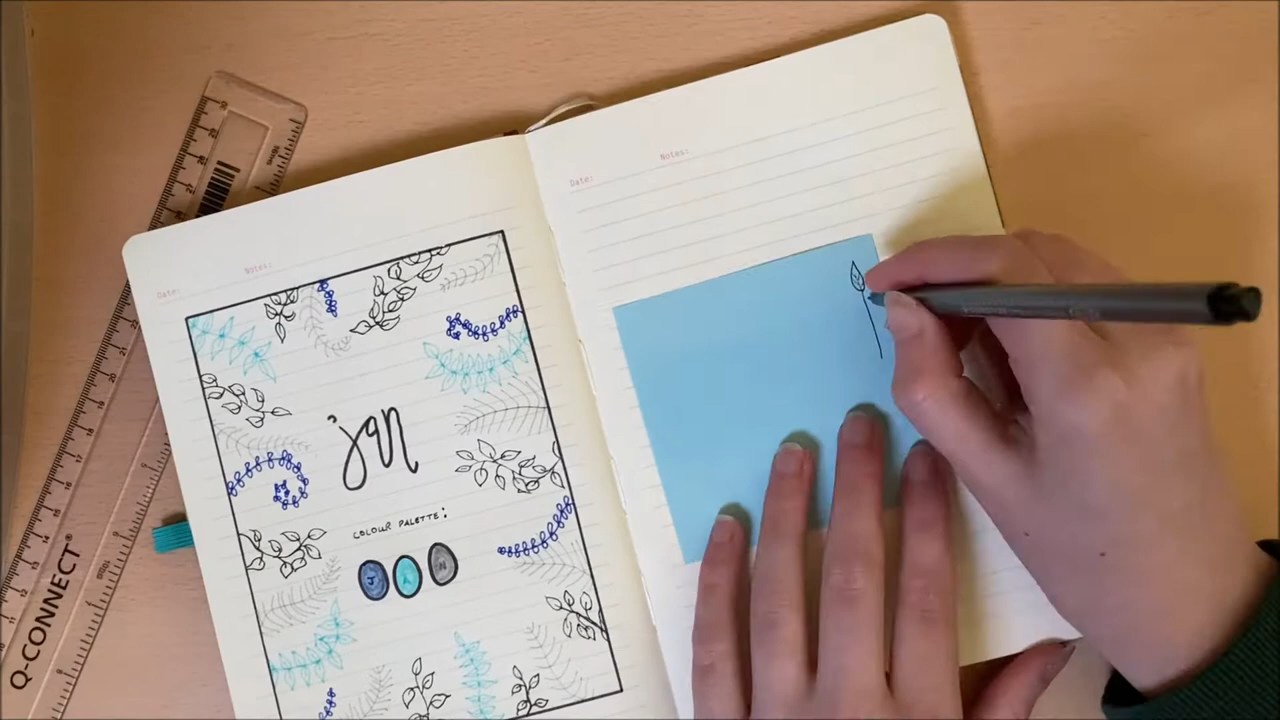 Date:
Notes:
jan
COLOUR PALETTE:
J A N
Date:
Notes:
Q-CONNECT®